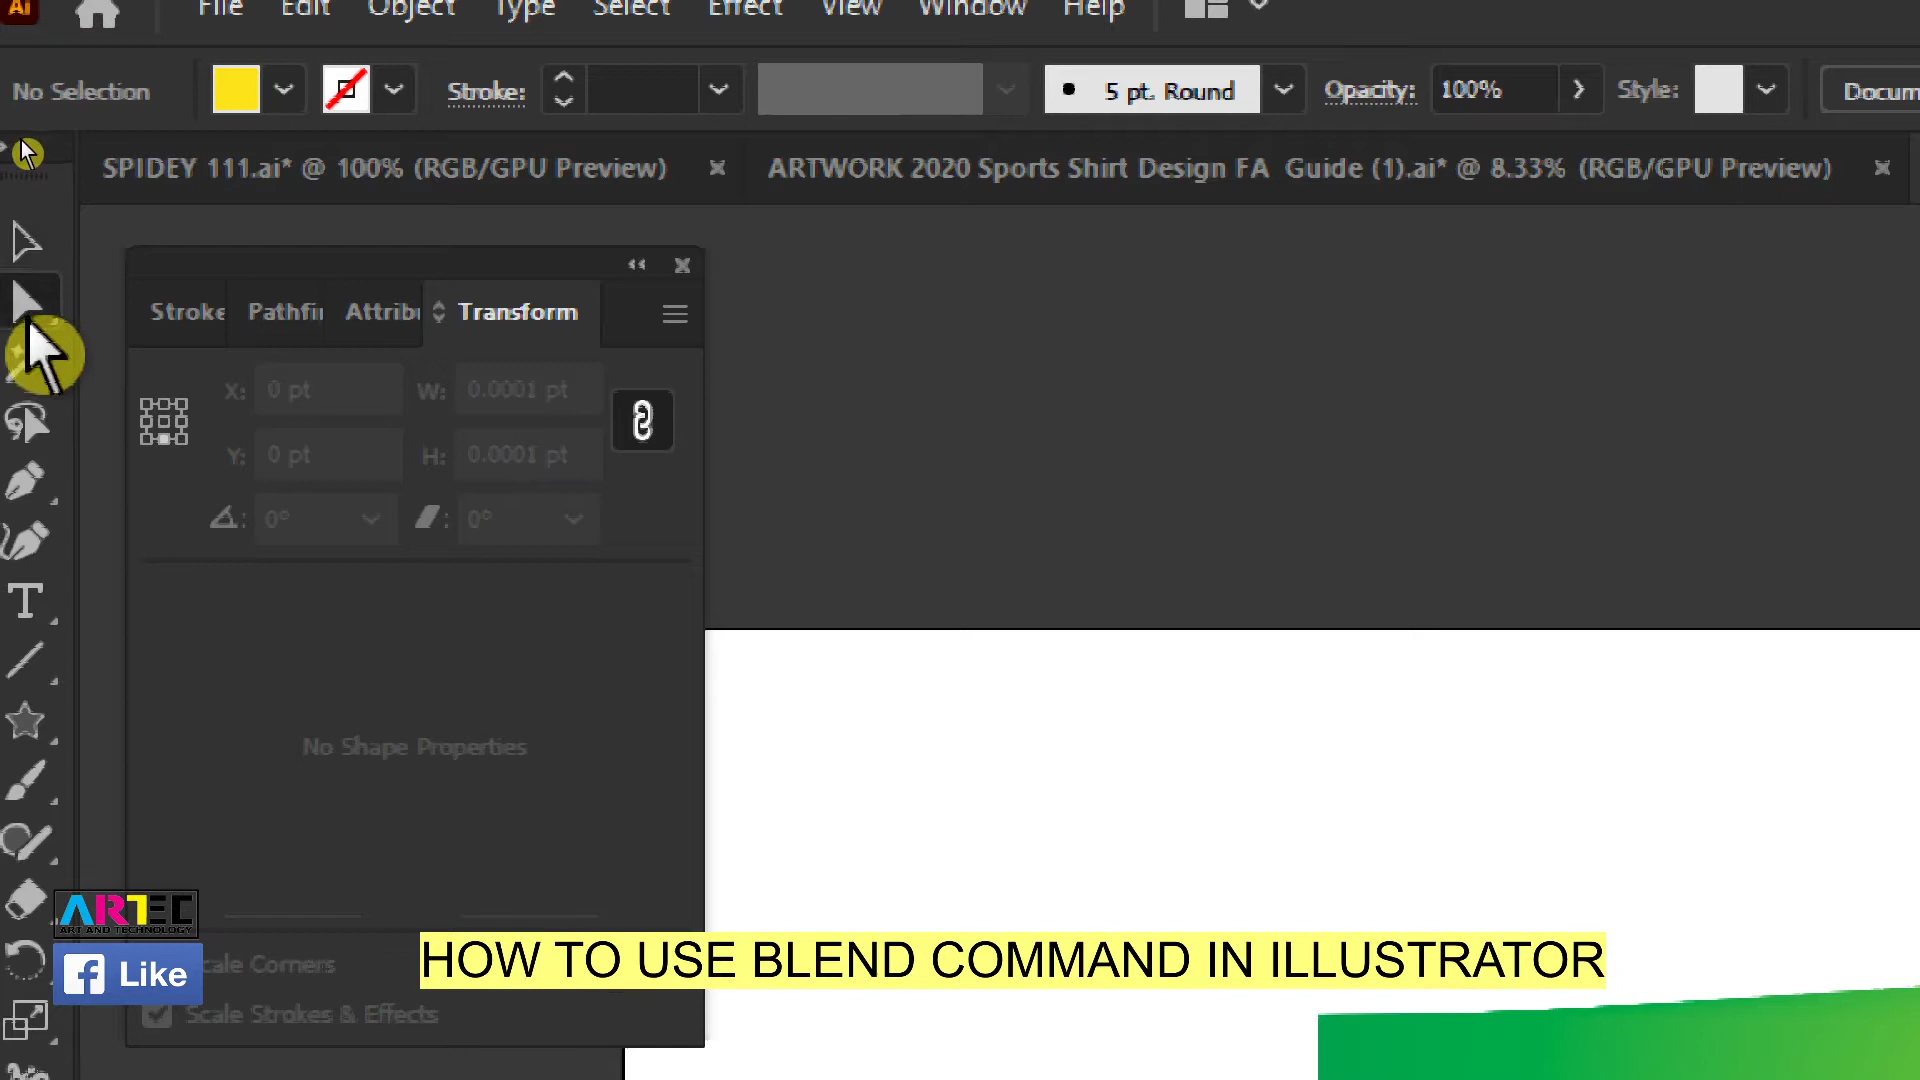 Ai File Edit Object Type Select Effect View Window Help
No Selection Stroke: 5 pt. Round Opacity: 100% Style: Docum
SPIDEY 111.ai* @ 100% (RGB/GPU Preview) ARTWORK 2020 Sports Shirt Design FA Guide (1).ai* @ 8.33% (RGB/GPU Preview)
Stroke Pathfi Attribu Transform
X: 0 pt W: 0.0001 pt
Y: 0 pt H: 0.0001 pt
0° 0°
No Shape Properties
ARTEC
ART AND TECHNOLOGY
f Like
cale Corners
Scale Strokes & Effects
HOW TO USE BLEND COMMAND IN ILLUSTRATOR